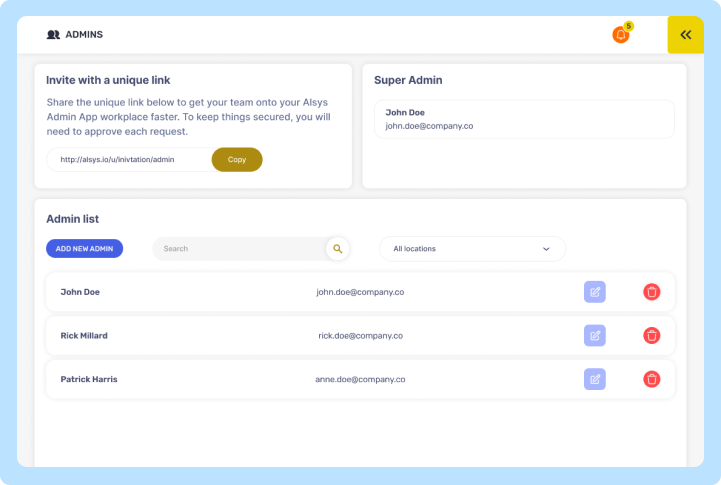 ADMINS
5
Invite with a unique link
Share the unique link below to get your team onto your Alsys
Admin App workplace faster. To keep things secured, you will
need to approve each request.
http://alsys.io/u/inivtation/admin
Copy
Super Admin
John Doe
john.doe@company.co
Admin list
ADD NEW ADMIN
Search
All locations
John Doe
john.doe@company.co
Rick Millard
rick.doe@company.co
Patrick Harris
anne.doe@company.co